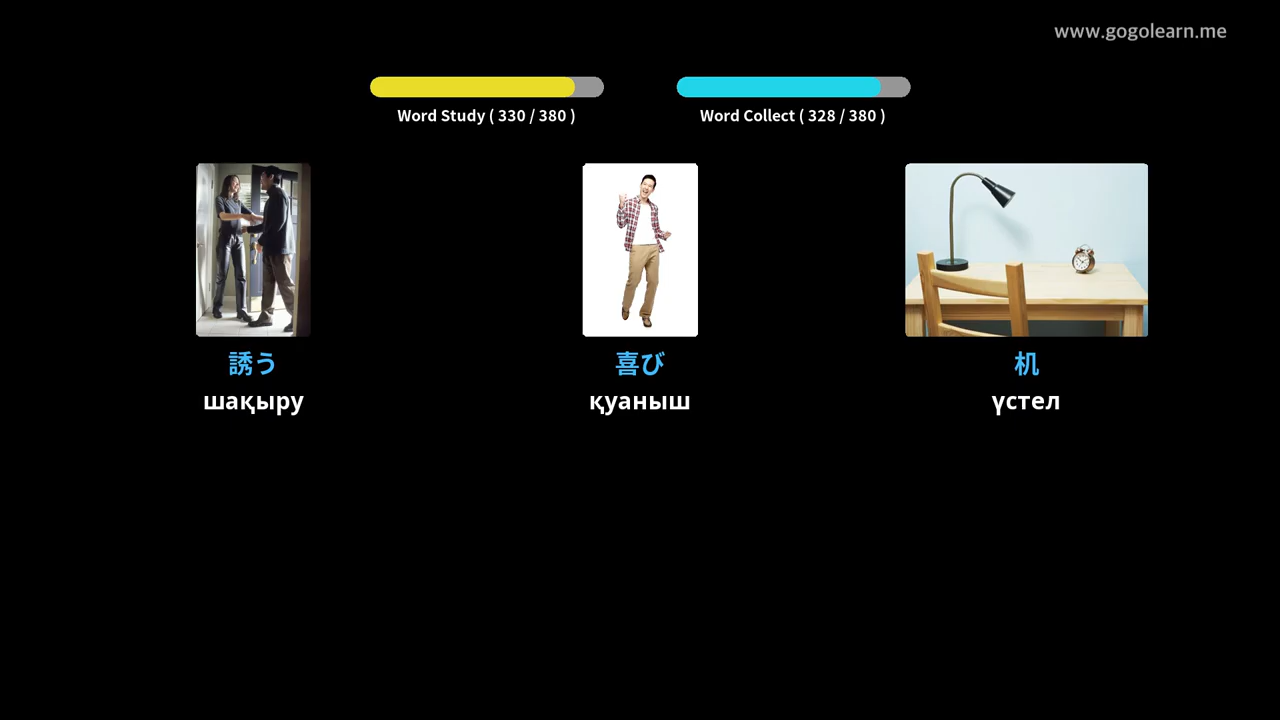 www.gogolearn.me
Word Study ( 330 / 380 )
Word Collect ( 328 / 380 )
誘う
шақыру
喜び
қуаныш
机
үстел